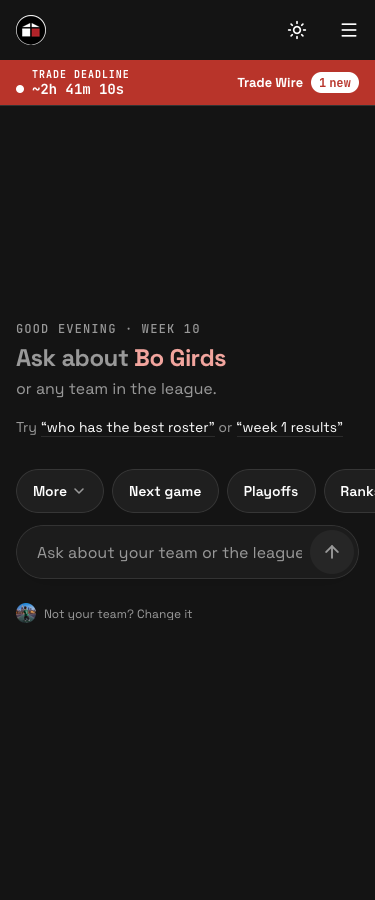 TRADE DEADLINE
~2h 41m 10s
Trade Wire 1 new
GOOD EVENING · WEEK 10
Ask about Bo Girds
or any team in the league.
Try “who has the best roster” or “week 1 results”
More Next game Playoffs Rank
Ask about your team or the league
Not your team? Change it